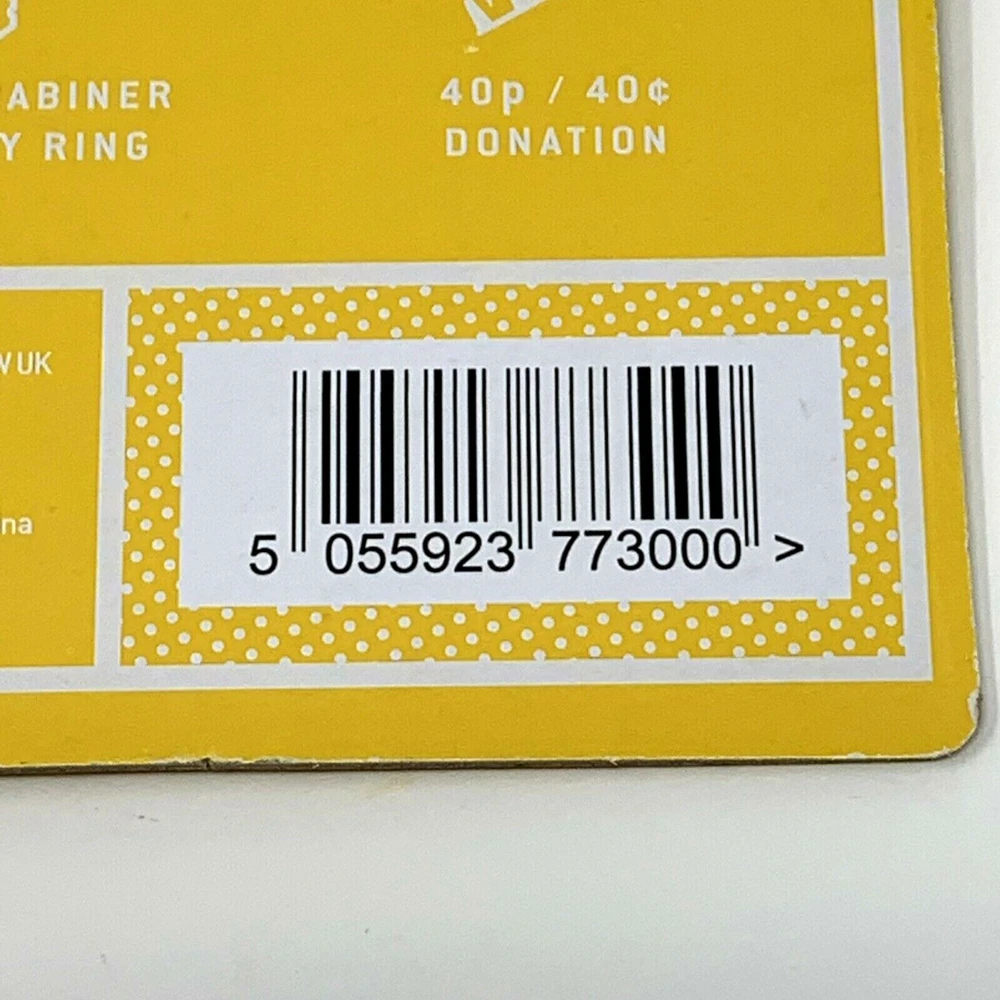 ABINER
Y RING
40p / 40¢
DONATION
UK
na
5 055923 773000 >